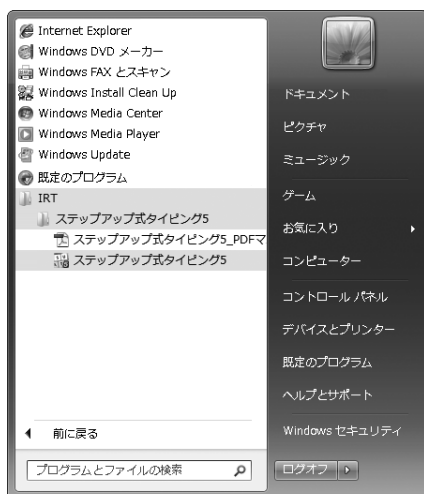 Internet Explorer
Windows DVD メーカー
Windows FAX とスキャン
Windows Install Clean Up
Windows Media Center
Windows Media Player
Windows Update
既定のプログラム
IRT
ステップアップ式タイピング5
ステップアップ式タイピング5_PDFマ
ステップアップ式タイピング5
前に戻る
プログラムとファイルの検索
ドキュメント
ピクチャ
ミュージック
ゲーム
お気に入り
コンピューター
コントロール パネル
デバイスとプリンター
既定のプログラム
ヘルプとサポート
Windows セキュリティ
ログオフ